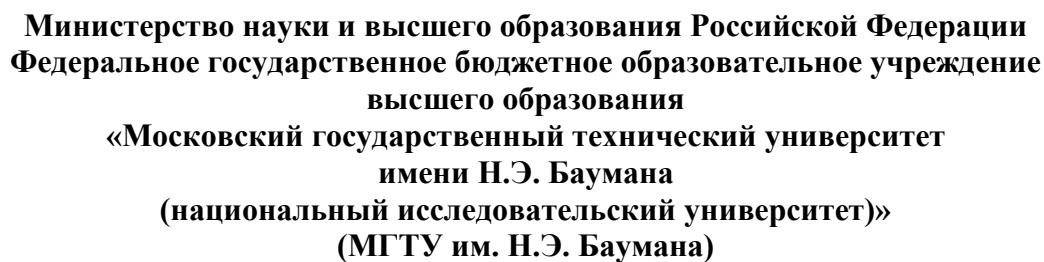 Министерство науки и высшего образования Российской Федерации
Федеральное государственное бюджетное образовательное учреждение
высшего образования
«Московский государственный технический университет
имени Н.Э. Баумана
(национальный исследовательский университет)»
(МГТУ им. Н.Э. Баумана)